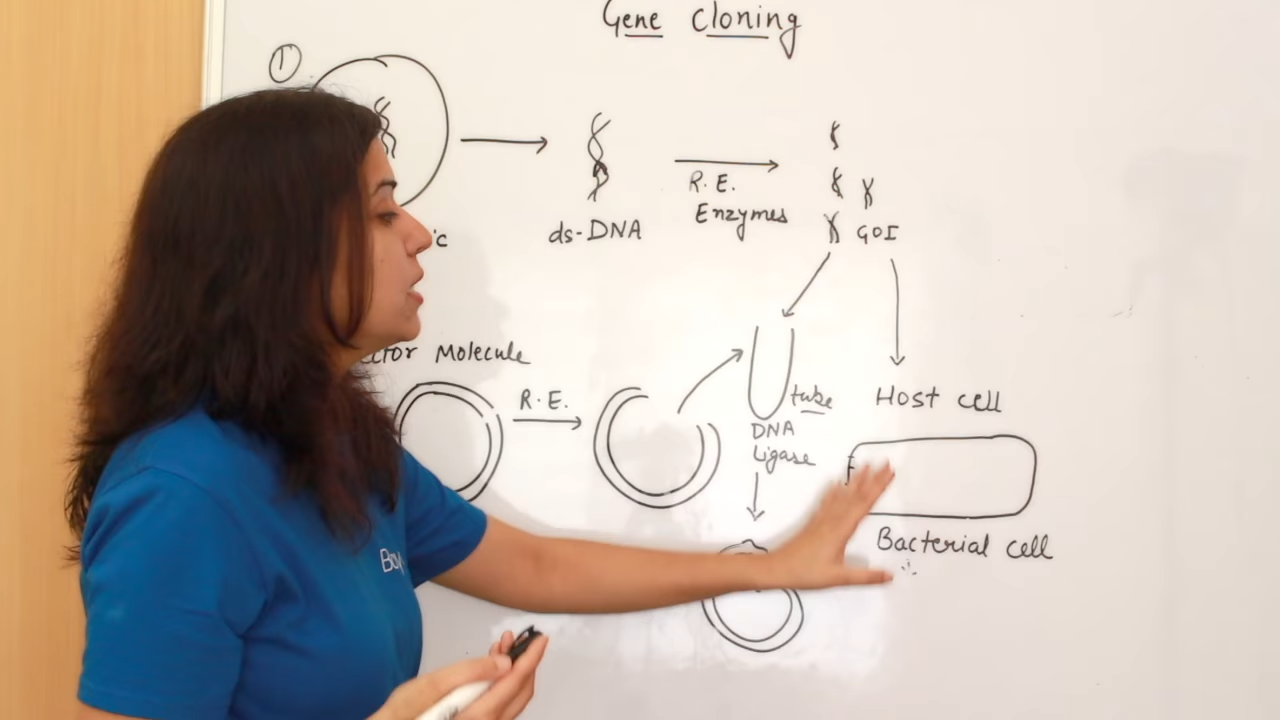 Gene Cloning
1
R.E.
Enzymes
ds-DNA
GOI
Molecule
R.E.
tube
DNA
Ligase
Host cell
Bacterial cell